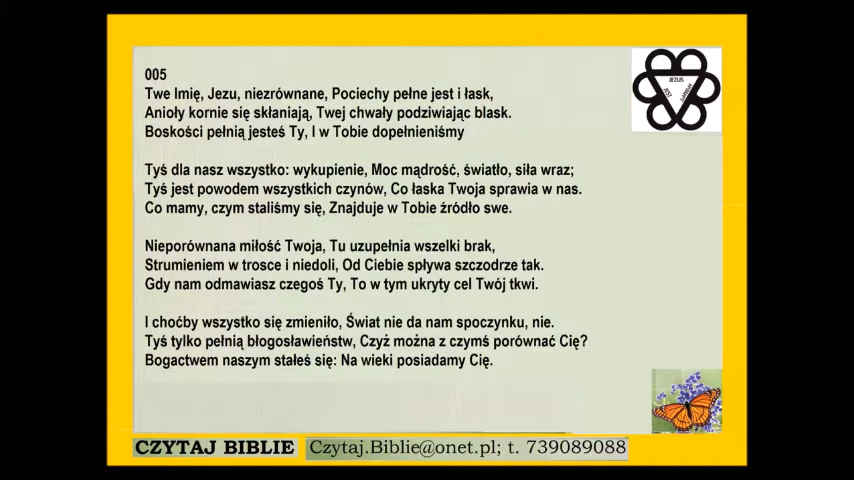 005
Twe Imię, Jezu, niezrównane, Pociechy pełne jest i łask,
Anioły kornie się skłaniają, Twej chwały podziwiając blask.
Boskości pełnią jesteś Ty, I w Tobie dopełnieniśmy
Tyś dla nasz wszystko: wykupienie, Moc mądrość, światło, siła wraz;
Tyś jest powodem wszystkich czynów, Co łaska Twoja sprawia w nas.
Co mamy, czym staliśmy się, Znajduje w Tobie źródło swe.
Nieporównana miłość Twoja, Tu uzupełnia wszelki brak,
Strumieniem w trosce i niedoli, Od Ciebie spływa szczodrze tak.
Gdy nam odmawiasz czegoś Ty, To w tym ukryty cel Twój tkwi.
I choćby wszystko się zmieniło, Świat nie da nam spoczynku, nie.
Tyś tylko pełnią błogosławieństw, Czyż można z czymś porównać Cię?
Bogactwem naszym stałeś się: Na wieki posiadamy Cię.
JEZUS
JEST
CZYTAJ BIBLIE Czytaj.Biblie@onet.pl; t. 739089088